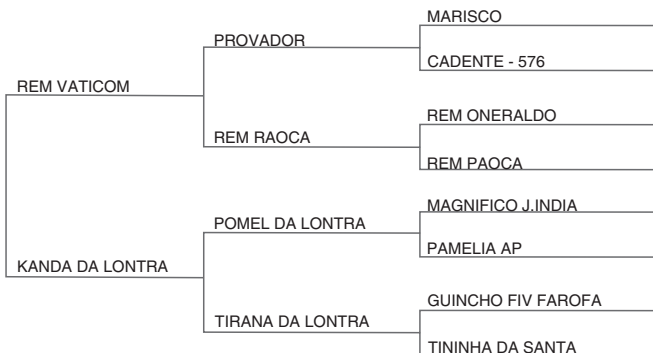 MARISCO
PROVADOR
CADENTE - 576
REM VATICOM
REM ONERALDO
REM RAOCA
REM PAOCA
MAGNIFICO J.INDIA
POMEL DA LONTRA
PAMELIA AP
KANDA DA LONTRA
GUINCHO FIV FAROFA
TIRANA DA LONTRA
TININHA DA SANTA